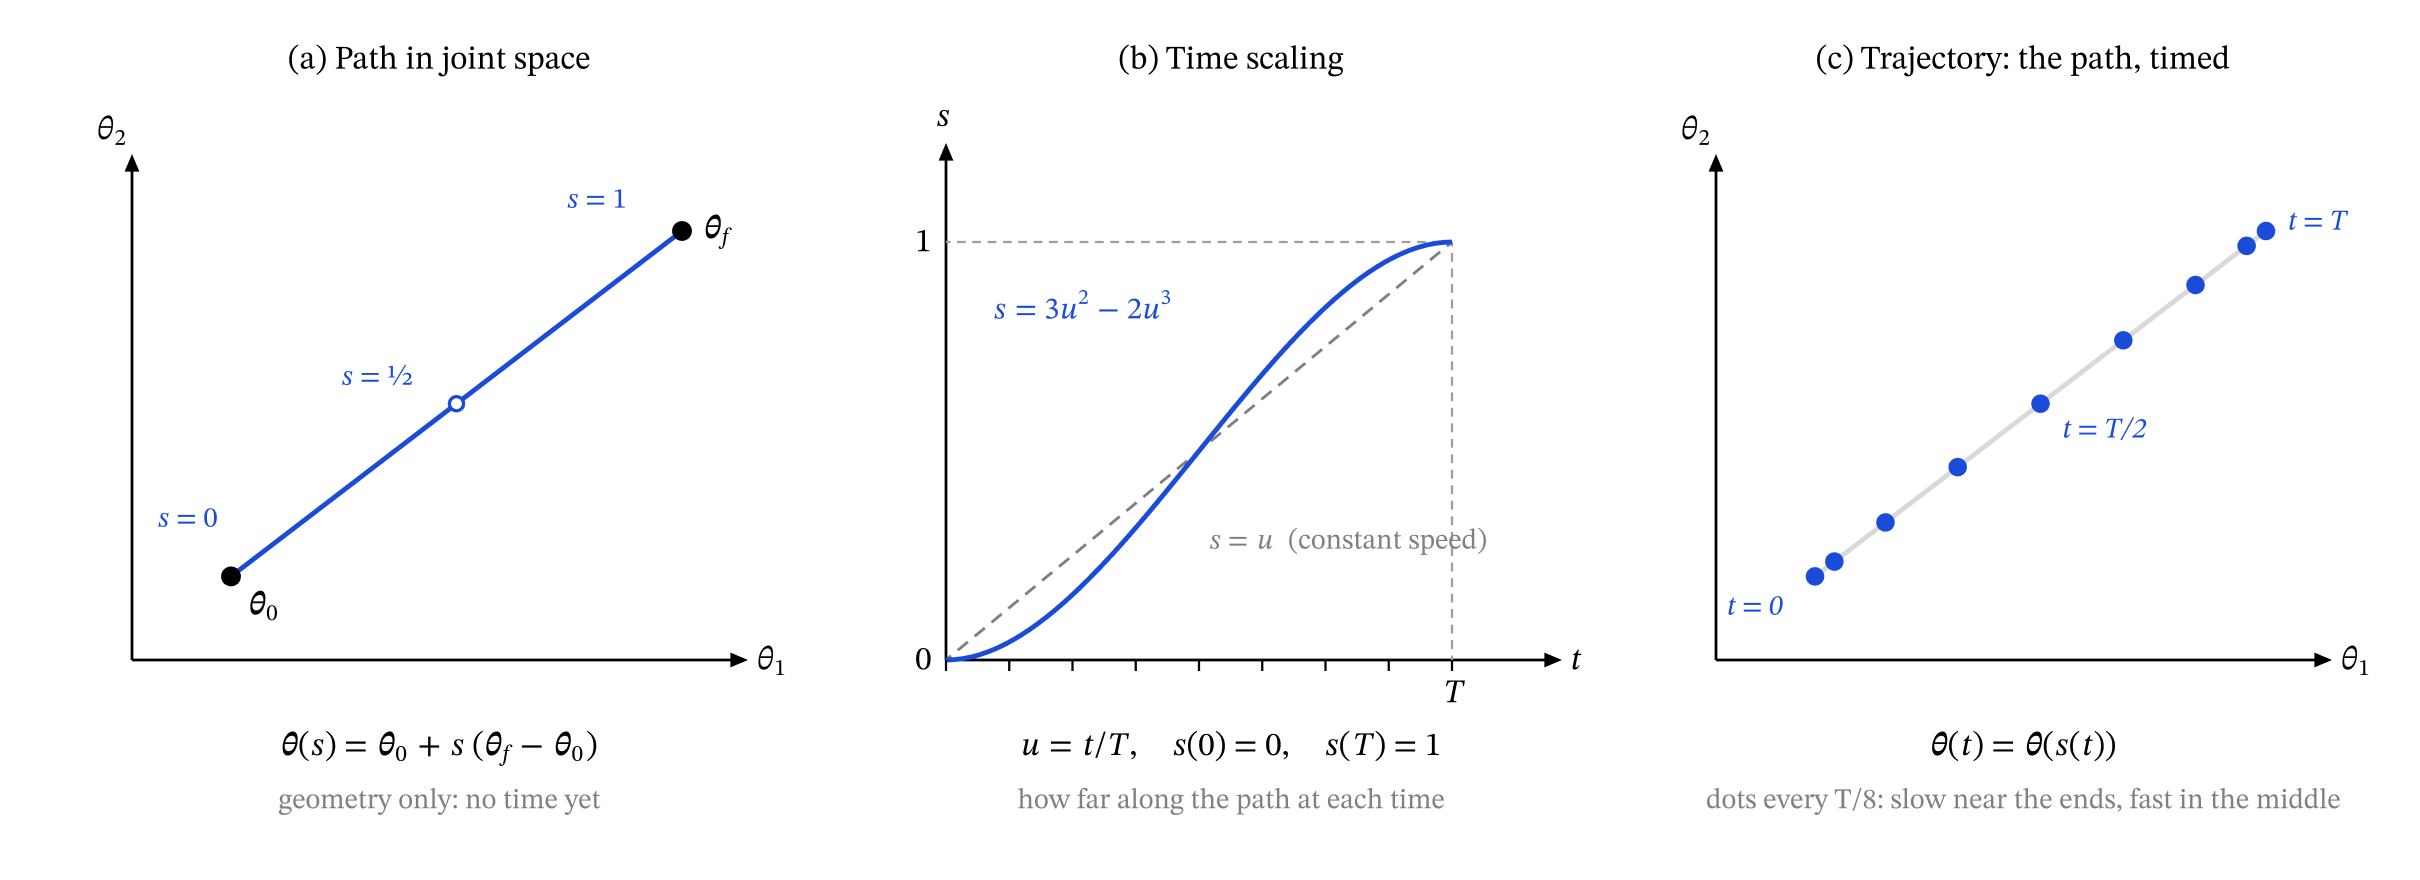 (a) Path in joint space
θ₂
s = 1
θf
s = ½
s = 0
θ₀
θ₁
θ(s) = θ₀ + s (θf − θ₀)
geometry only: no time yet
(b) Time scaling
s
1
s = 3u² − 2u³
s = u (constant speed)
0
t
T
u = t/T, s(0) = 0, s(T) = 1
how far along the path at each time
(c) Trajectory: the path, timed
θ₂
t = T
t = T/2
t = 0
θ₁
θ(t) = θ(s(t))
dots every T/8: slow near the ends, fast in the middle